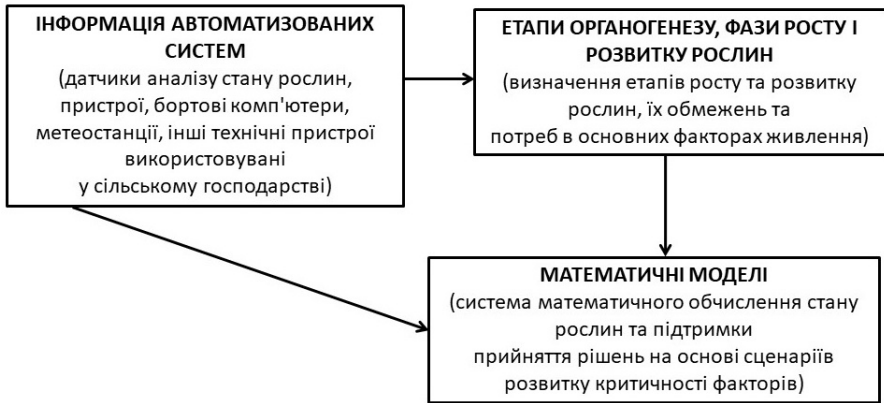 ІНФОРМАЦІЯ АВТОМАТИЗОВАНИХ
СИСТЕМ
(датчики аналізу стану рослин,
пристрої, бортові комп'ютери,
метеостанції, інші технічні пристрої
використовувані
у сільському господарстві)
ЕТАПИ ОРГАНОГЕНЕЗУ, ФАЗИ РОСТУ І
РОЗВИТКУ РОСЛИН
(визначення етапів росту та розвитку
рослин, їх обмежень та
потреб в основних факторах живлення)
МАТЕМАТИЧНІ МОДЕЛІ
(система математичного обчислення стану
рослин та підтримки
прийняття рішень на основі сценаріїв
розвитку критичності факторів)